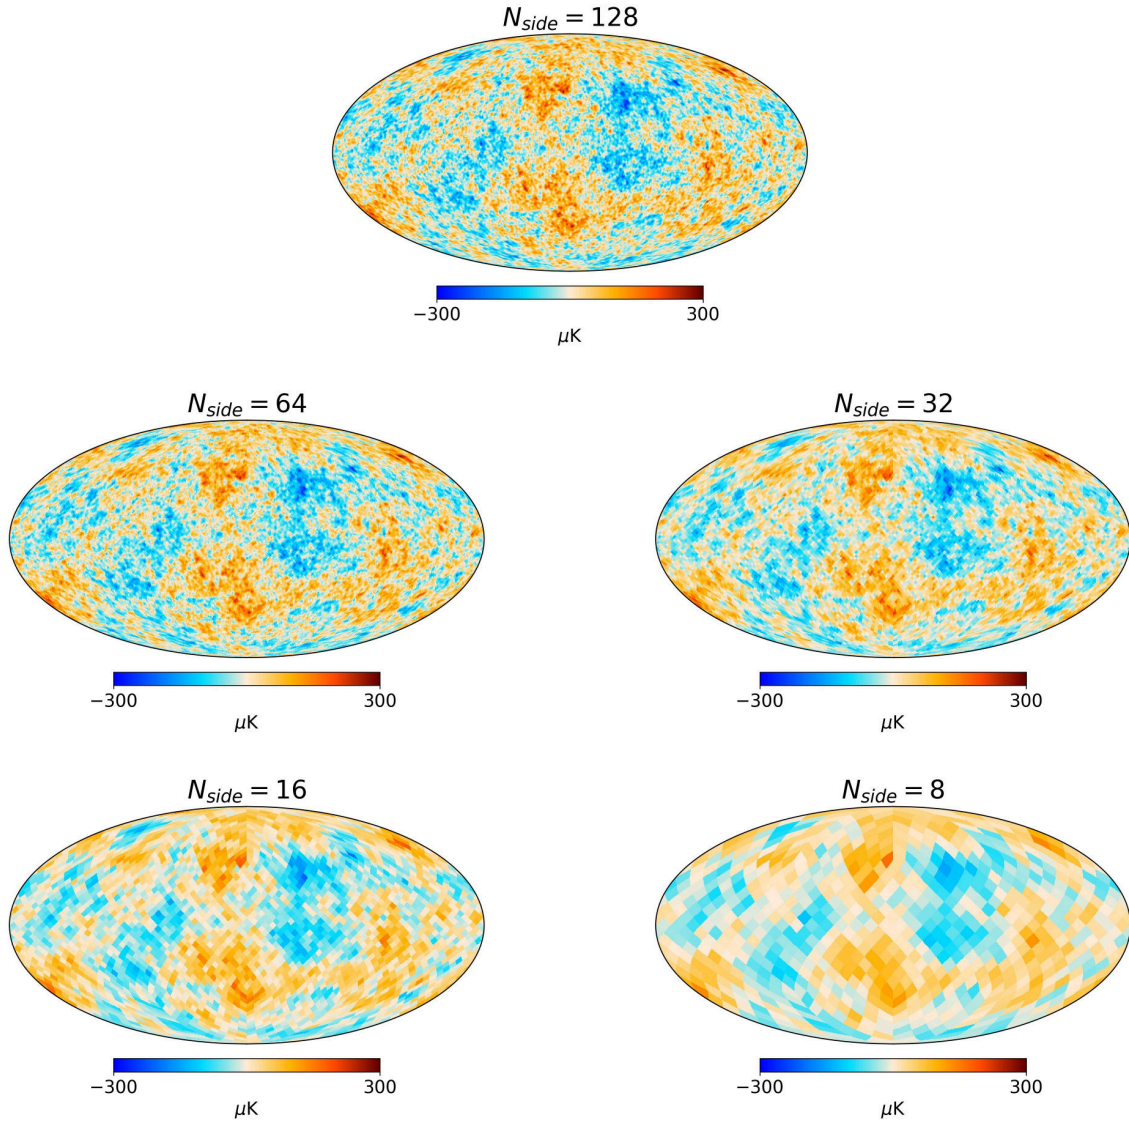 N_side = 128
−300 300
μK
N_side = 64 N_side = 32
−300 300 −300 300
μK μK
N_side = 16 N_side = 8
−300 300 −300 300
μK μK